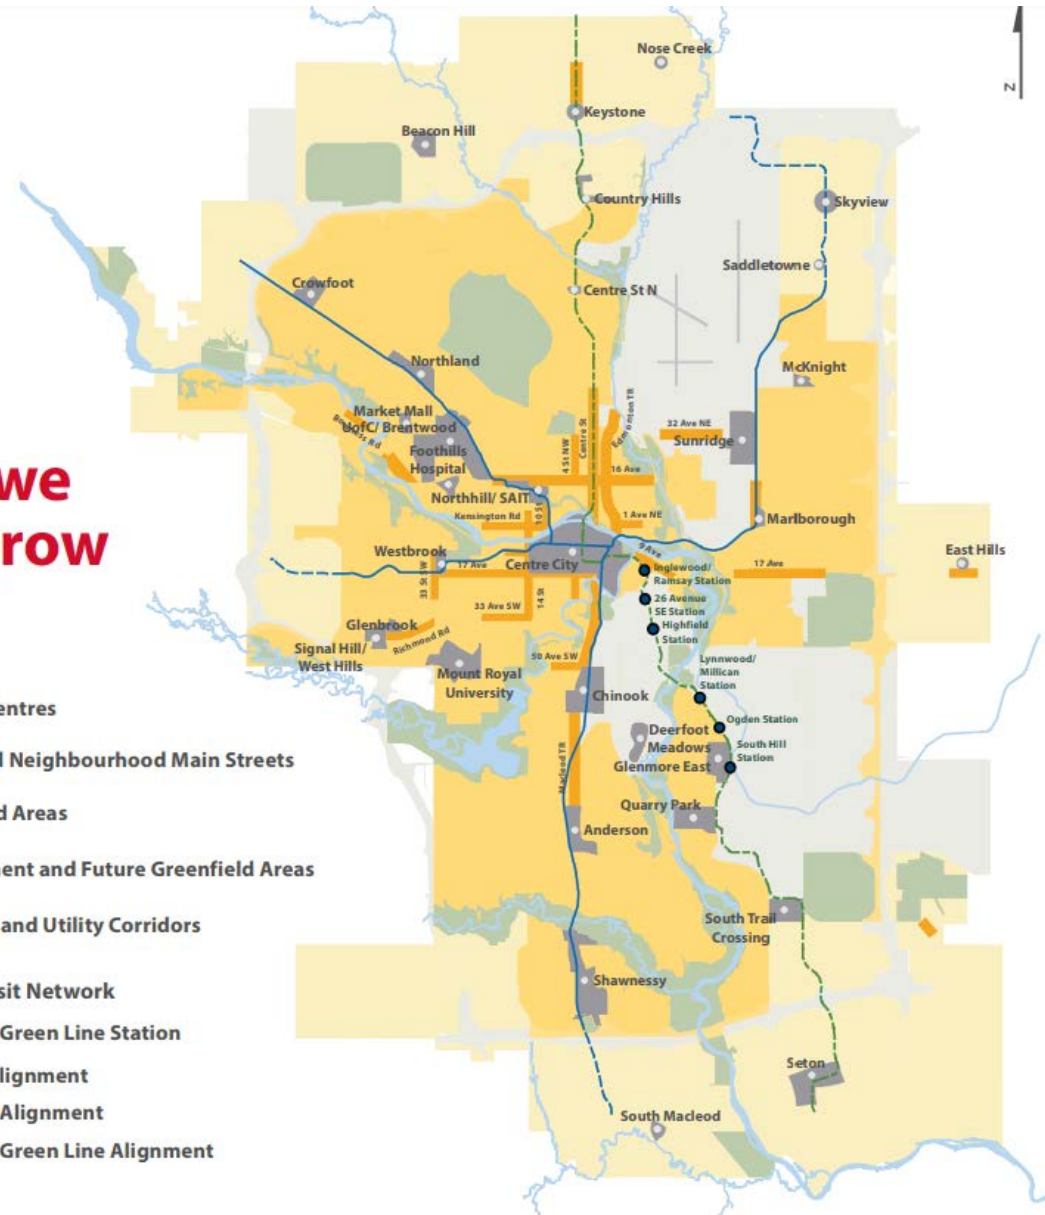 Nose Creek
N
Keystone
Beacon Hill
Country Hills
Skyview
Saddletowne
Crowfoot
Centre St N
Northland
McKnight
Market Mall
Bowness Rd
UofC/ Brentwood
Foothills
Hospital
4 St NW
Centre St
Edmonton TR
32 Ave NE
Sunridge
16 Ave
we
row
Northhill/ SAIT
10 St
Kensington Rd
1 Ave NE
Marlborough
Westbrook
9 Ave
East Hills
17 Ave
Centre City
17 Ave
Inglewood/
Ramsay Station
33 St SW
14 St
26 Avenue
SE Station
33 Ave SW
Highfield
Station
Glenbrook
Richmond Rd
Signal Hill/
West Hills
50 Ave SW
Lynnwood/
Millican
Station
Mount Royal
University
Chinook
entres
Ogden Station
Deerfoot
Meadows
South Hill
Station
Macleod TR
Glenmore East
l Neighbourhood Main Streets
Quarry Park
d Areas
Anderson
ent and Future Greenfield Areas
South Trail
Crossing
and Utility Corridors
Shawnessy
sit Network
Green Line Station
Seton
lignment
Alignment
South Macleod
Green Line Alignment